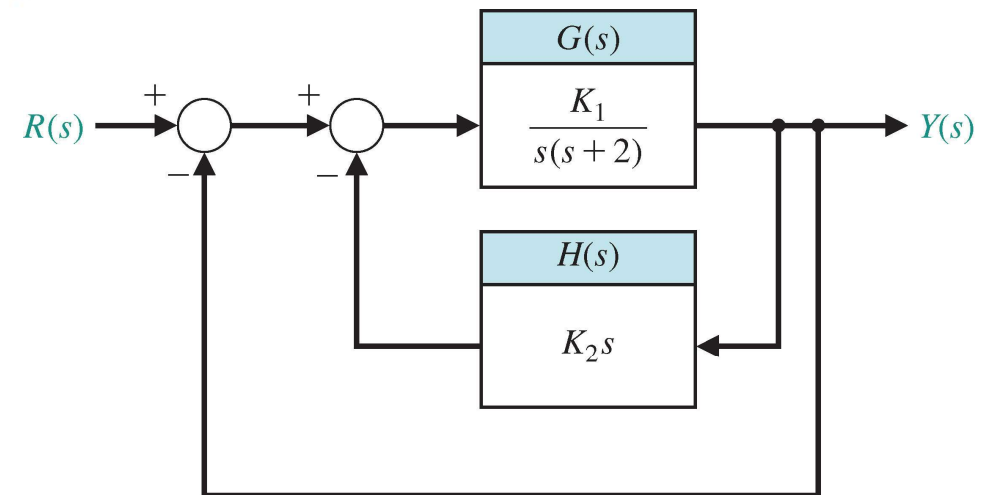 G(s)
+
+
K₁
R(s)
Y(s)
s(s + 2)
−
−
H(s)
K₂s